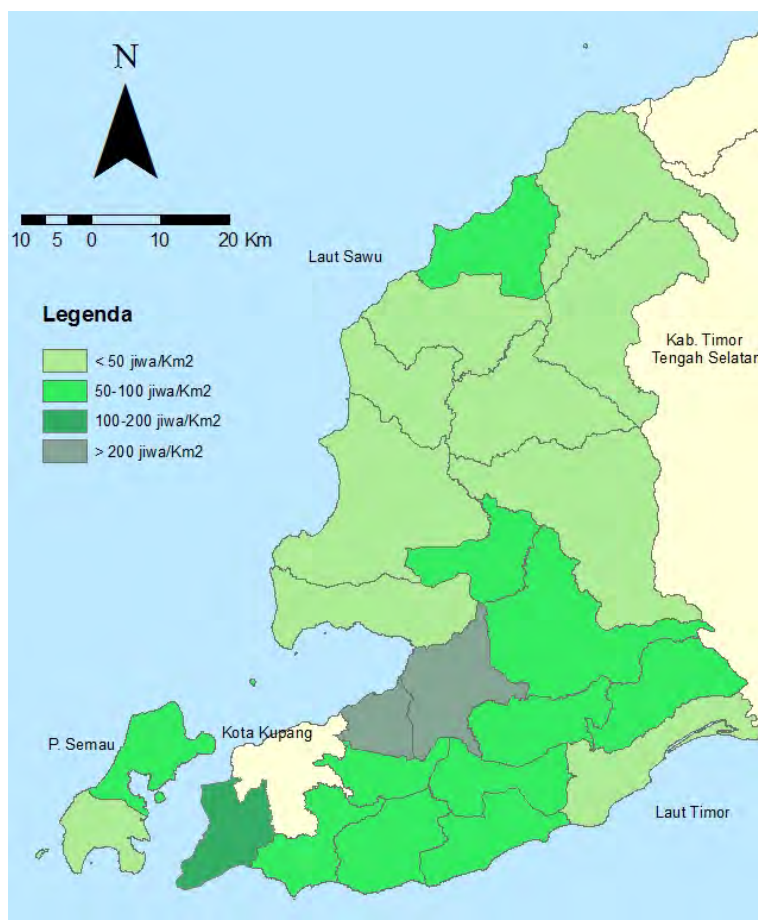 N
10 5 0 10 20 Km
Laut Sawu
Legenda
< 50 jiwa/Km2
50-100 jiwa/Km2
100-200 jiwa/Km2
> 200 jiwa/Km2
Kab. Timor
Tengah Selatan
P. Semau
Kota Kupang
Laut Timor